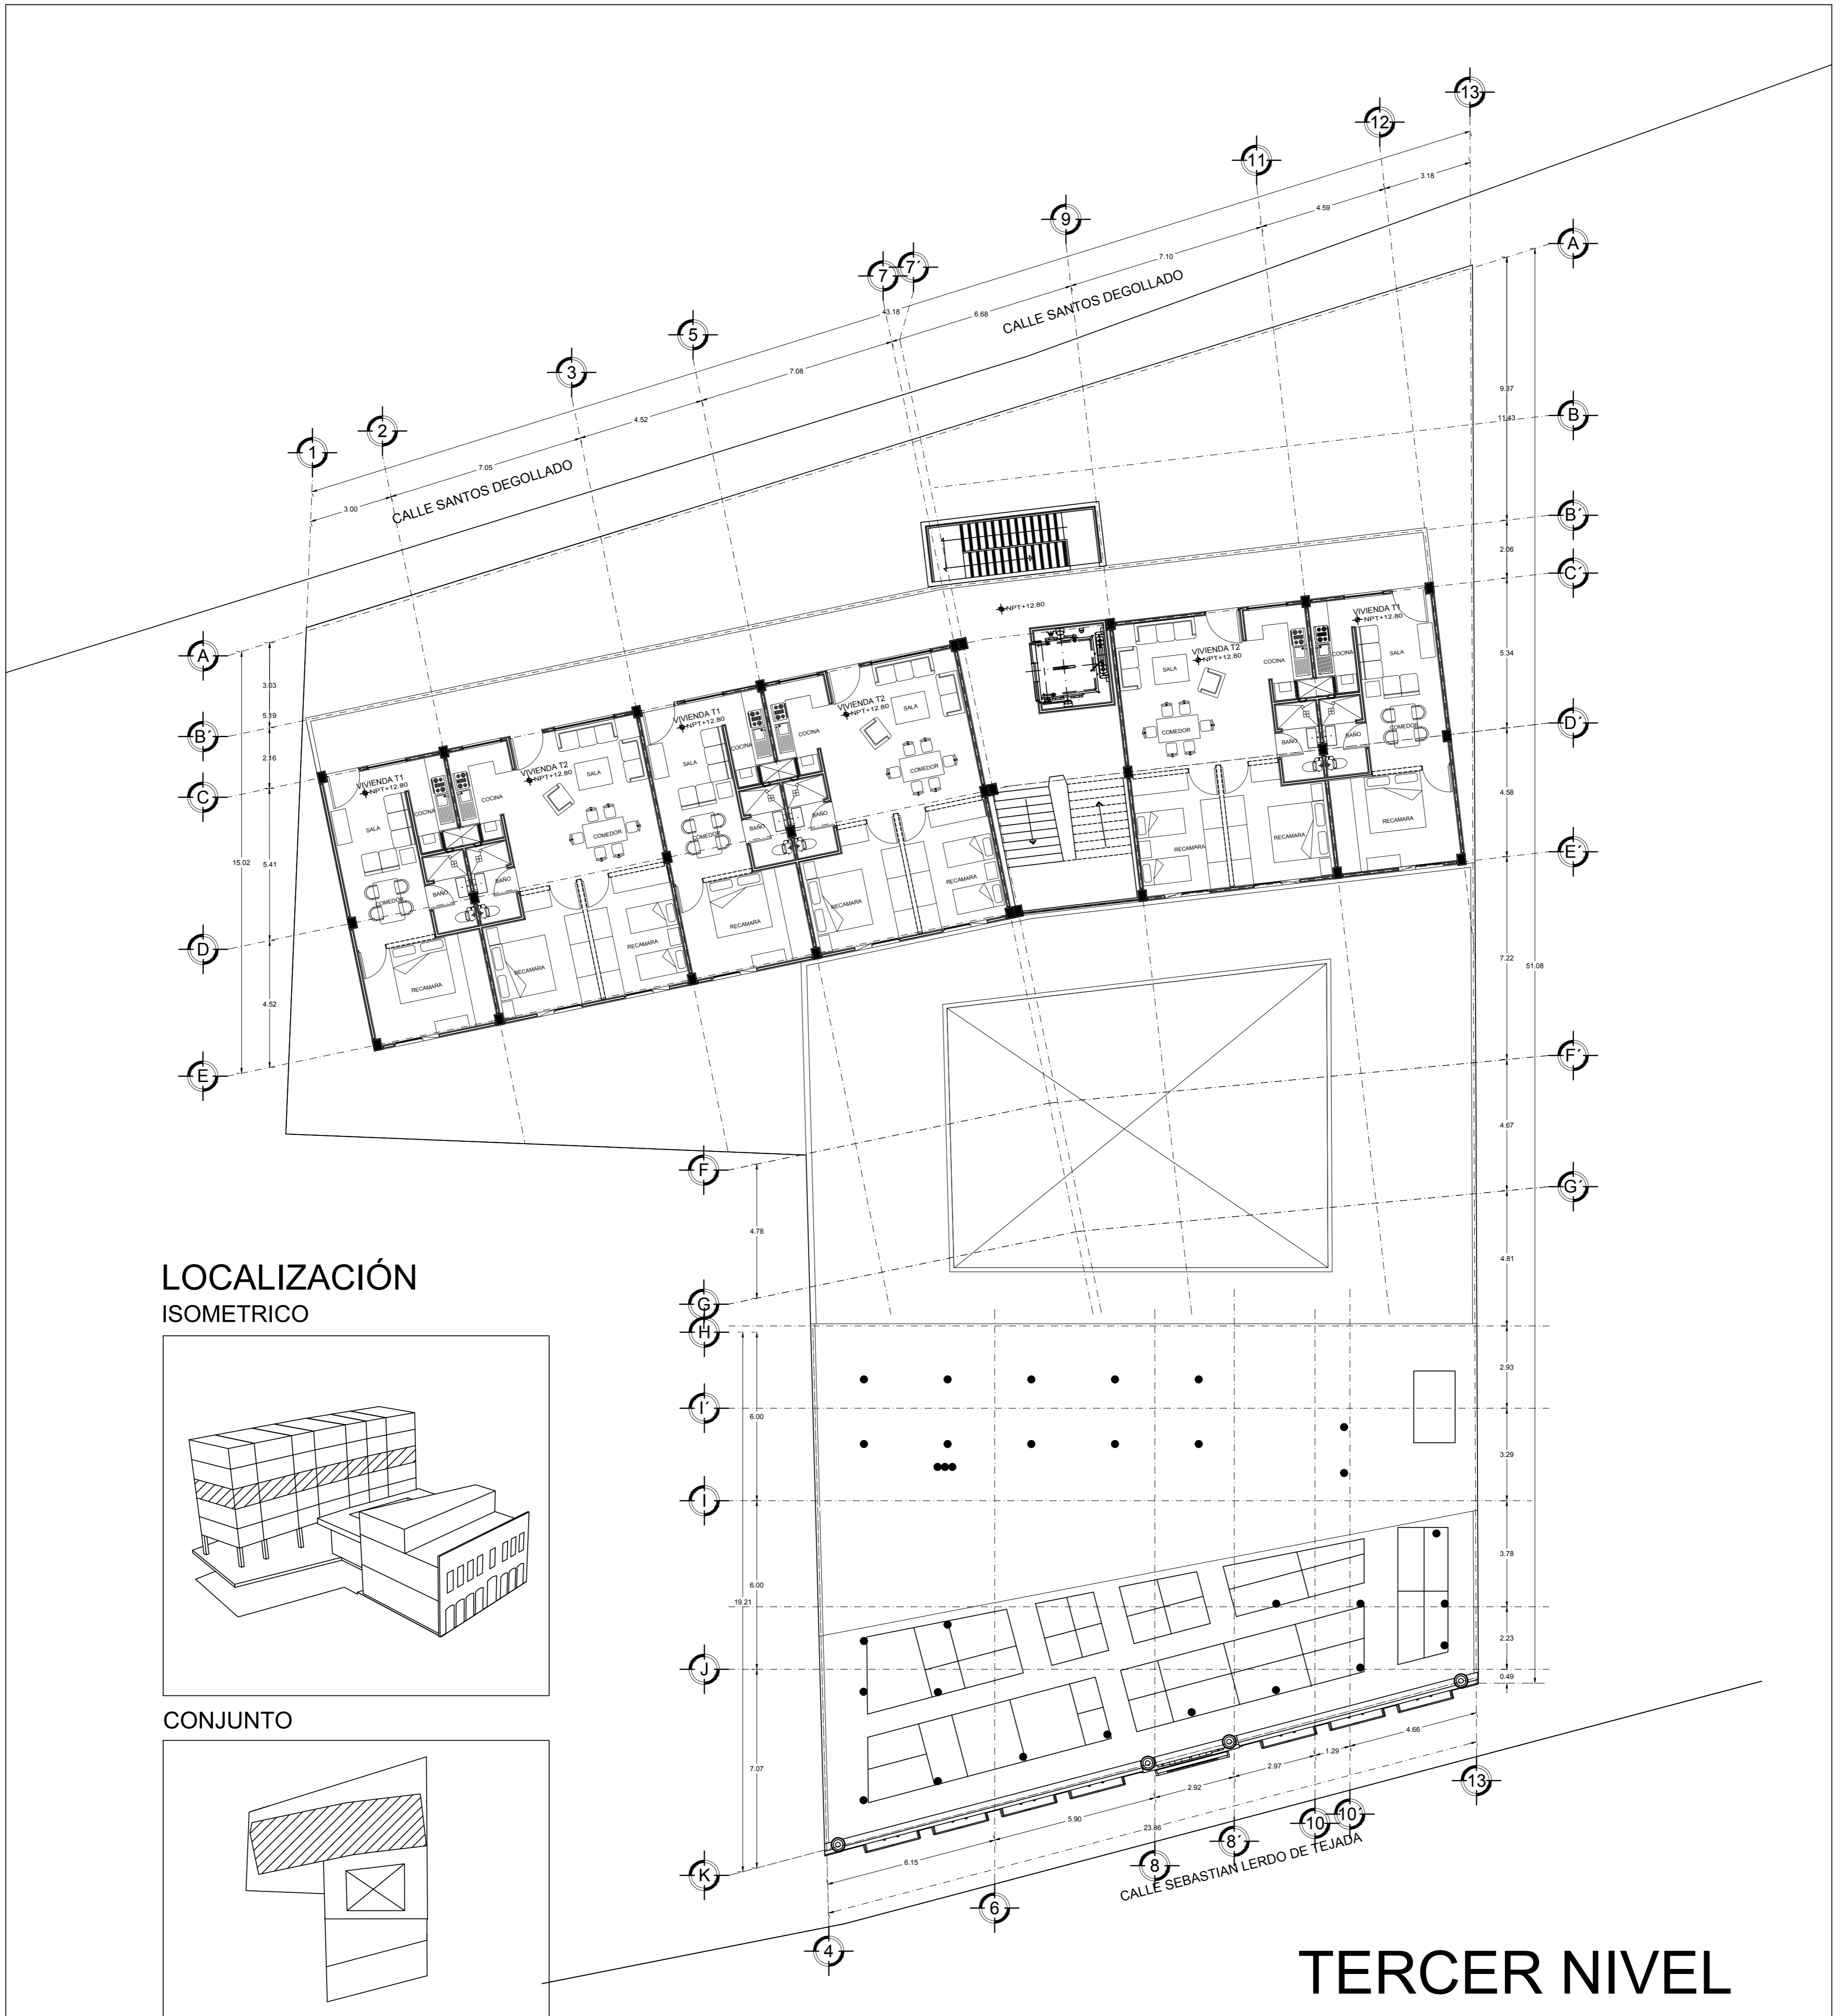 13
12
11
3.18
9
4.59
A
7.10
7
7´
CALLE SANTOS DEGOLLADO
43.18
6.68
5
7.08
3
9.37
4.52
11.43
B
2
1
7.05
CALLE SANTOS DEGOLLADO
3.00
B´
2.06
C´
NPT+12.80
VIVIENDA T1
NPT+12.80
A
VIVIENDA T2
NPT+12.80
COCINA
COCINA
SALA
5.34
SALA
3.03
5.19
VIVIENDA T1
NPT+12.80
VIVIENDA T2
NPT+12.80
SALA
COMEDOR
COMEDOR
D´
B´
COCINA
COCINA
BAÑO
BAÑO
2.16
VIVIENDA T1
NPT+12.80
VIVIENDA T2
NPT+12.80
SALA
SALA
COMEDOR
4.58
C
COCINA
COCINA
SALA
BAÑO
BAÑO
RECAMARA
COMEDOR
COMEDOR
RECAMARA
RECAMARA
E´
15.02
5.41
BAÑO
BAÑO
COMEDOR
RECAMARA
RECAMARA
RECAMARA
D
RECAMARA
RECAMARA
7.22
51.08
RECAMARA
4.52
F´
E
4.67
F
G´
4.78
4.81
LOCALIZACIÓN
ISOMETRICO
G
H
2.93
I´
6.00
3.29
I
3.78
6.00
19.21
2.23
J
0.49
CONJUNTO
4.66
1.29
7.07
2.97
2.92
13
5.90
23.86
10
10´
8´
6.15
8
K
CALLE SEBASTIAN LERDO DE TEJADA
6
4
TERCER NIVEL